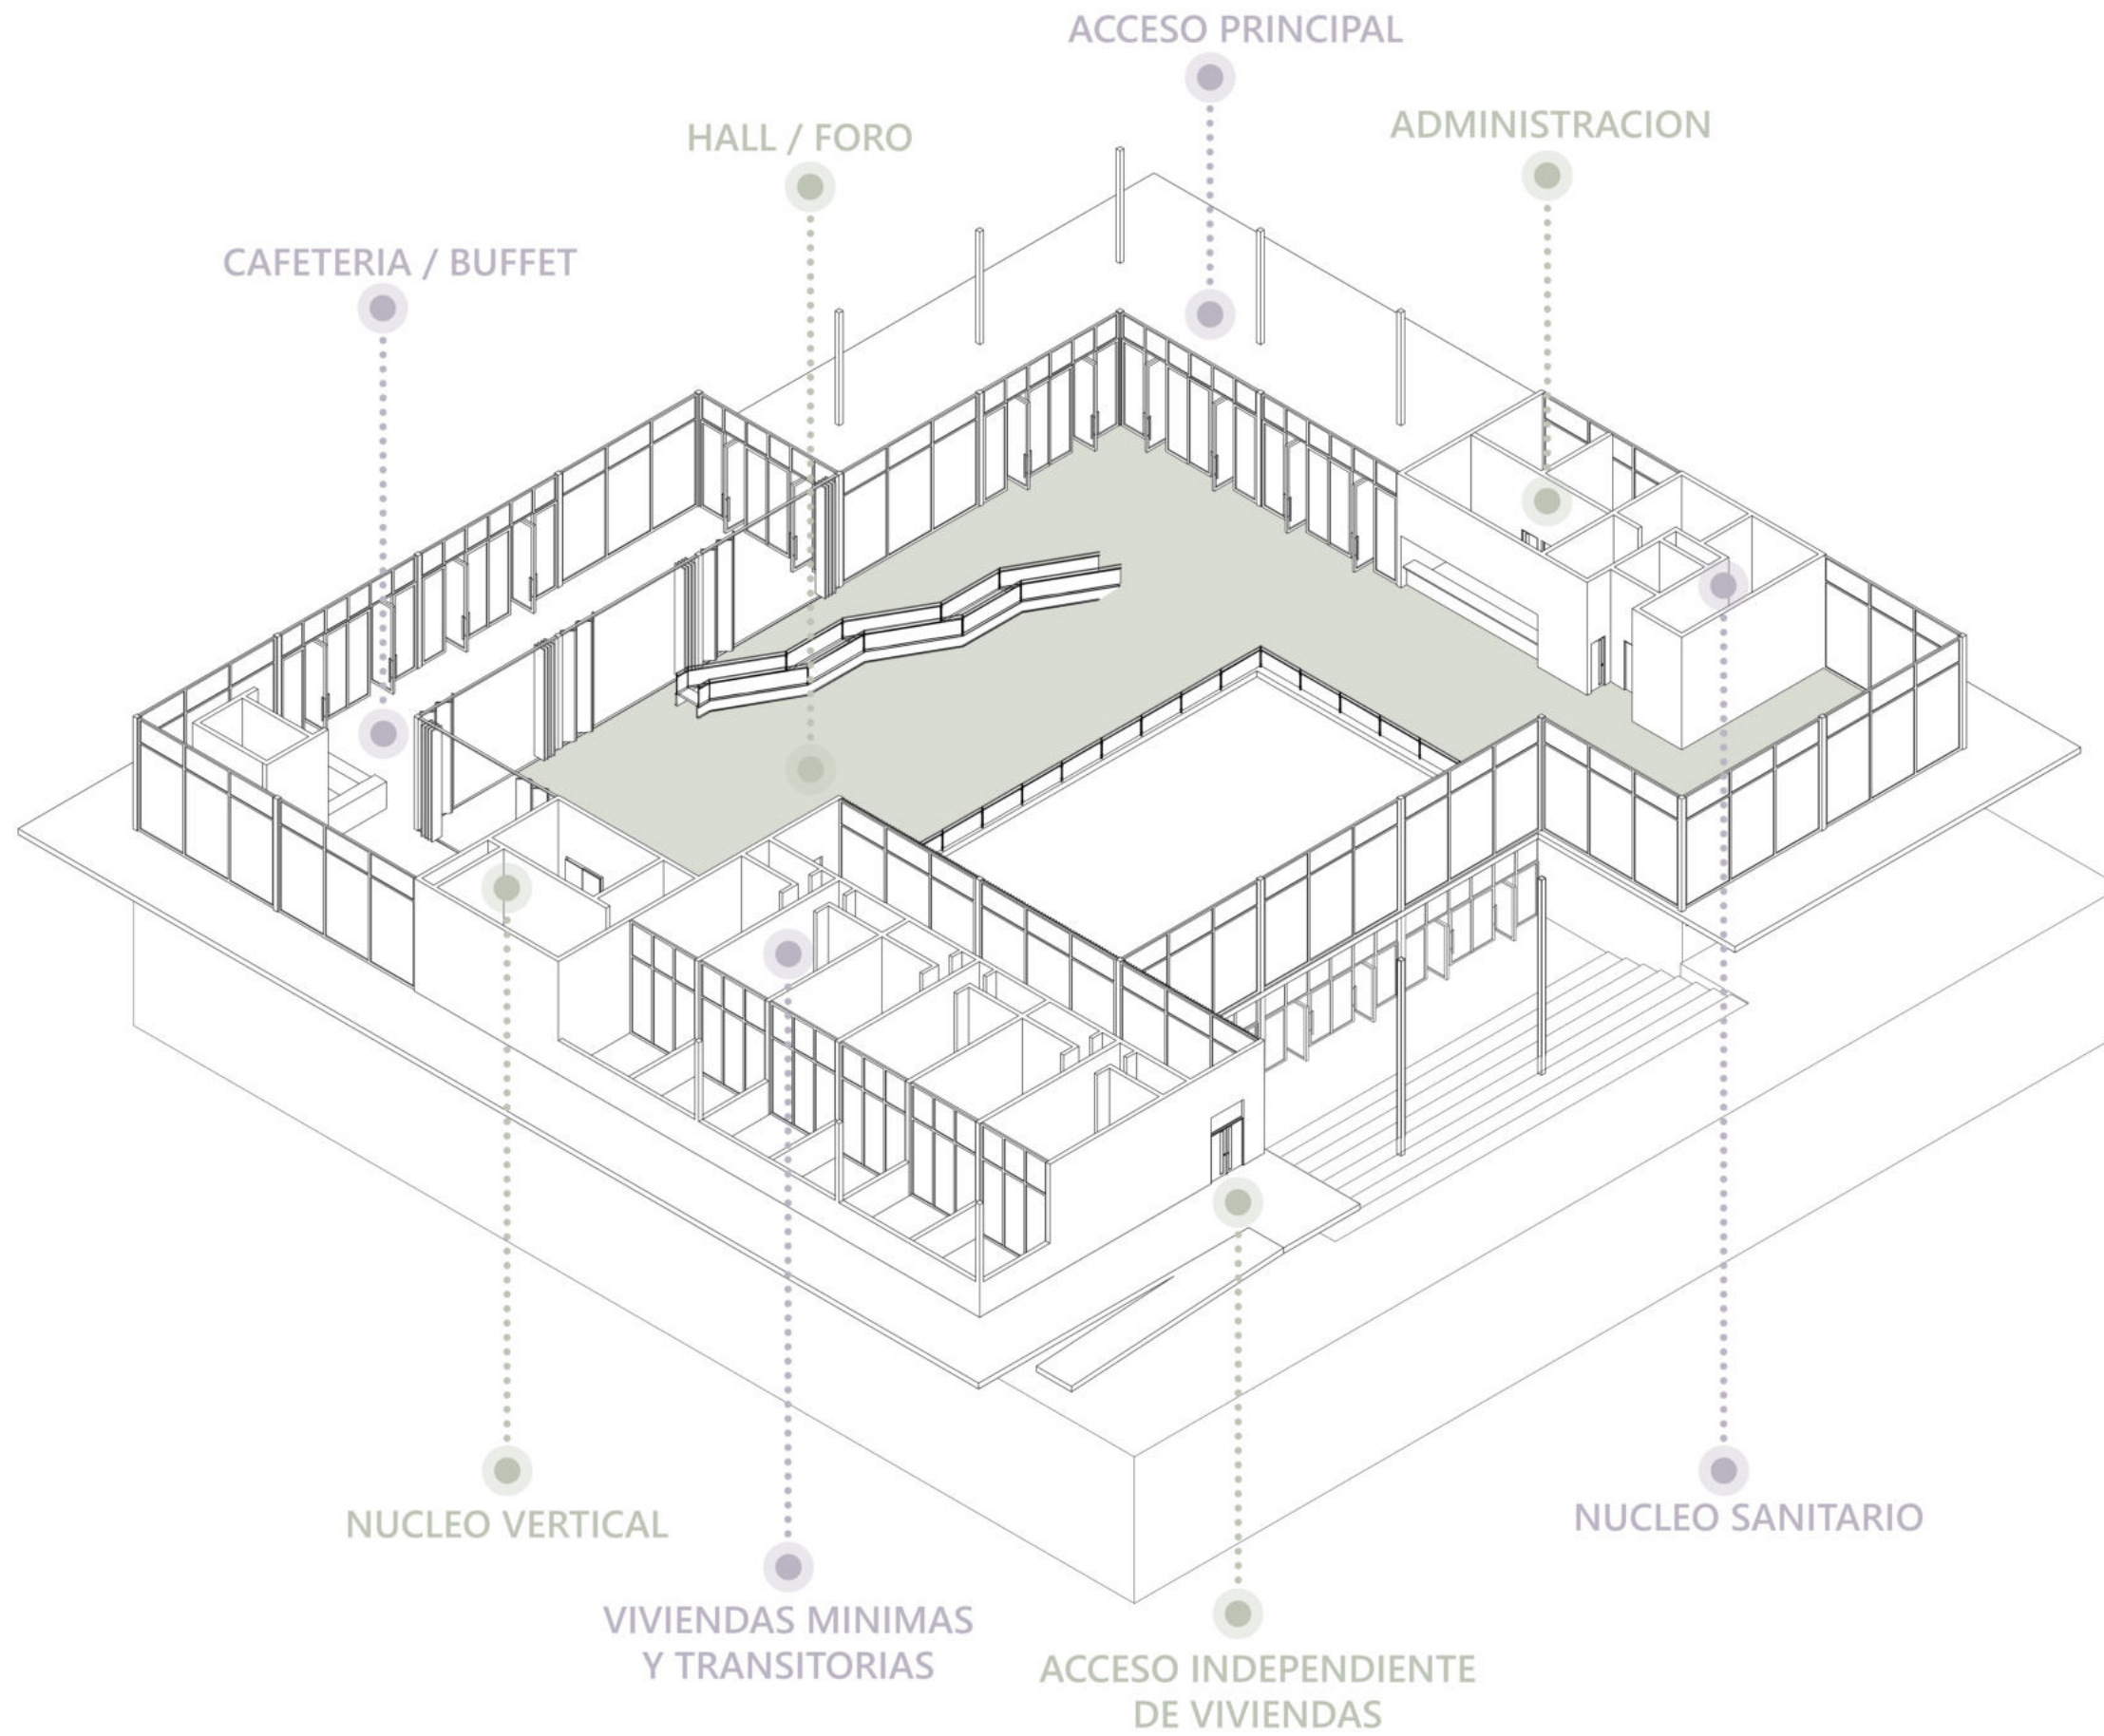 ACCESO PRINCIPAL
ADMINISTRACION
HALL / FORO
CAFETERIA / BUFFET
NUCLEO VERTICAL
NUCLEO SANITARIO
VIVIENDAS MINIMAS
Y TRANSITORIAS
ACCESO INDEPENDIENTE
DE VIVIENDAS